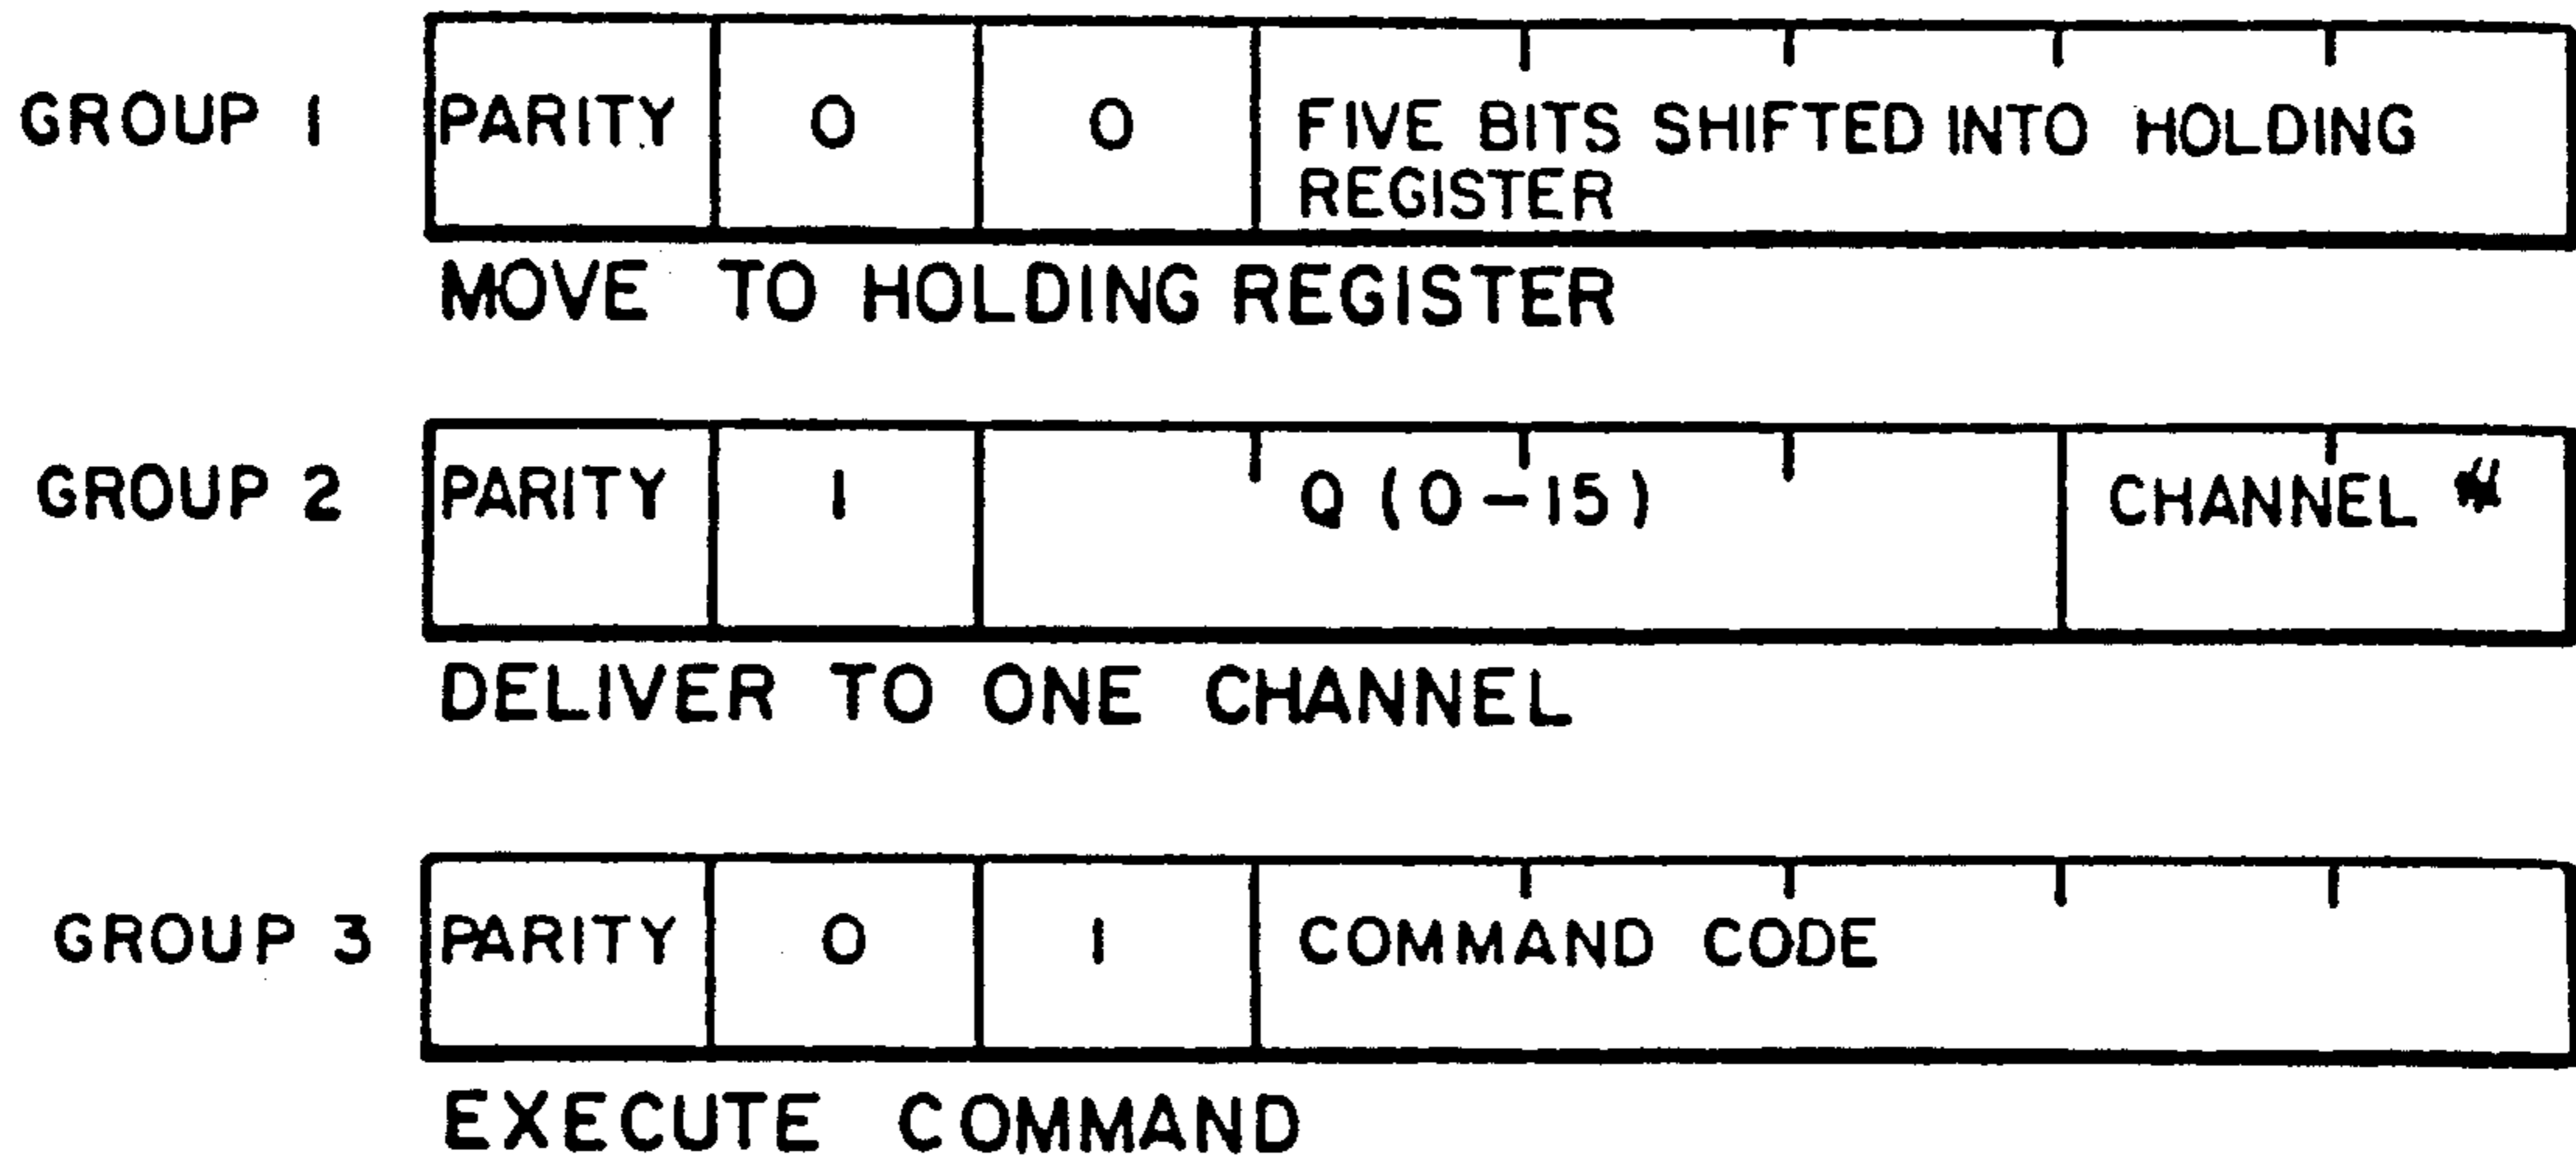 GROUP 1 PARITY 0 0 FIVE BITS SHIFTED INTO HOLDING
REGISTER
MOVE TO HOLDING REGISTER
GROUP 2 PARITY 1 Q (0-15) CHANNEL #
DELIVER TO ONE CHANNEL
GROUP 3 PARITY 0 1 COMMAND CODE
EXECUTE COMMAND